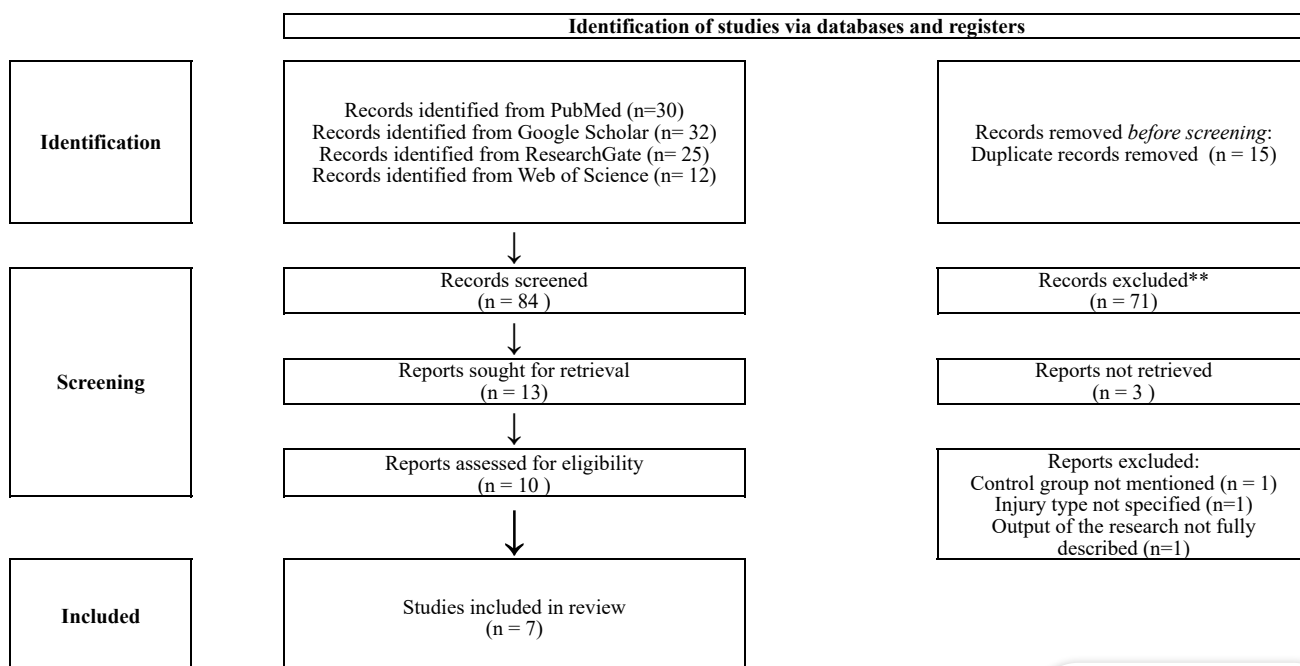 Identification of studies via databases and registers
Identification
Records identified from PubMed (n=30)
Records identified from Google Scholar (n= 32)
Records identified from ResearchGate (n= 25)
Records identified from Web of Science (n= 12)
Records removed before screening:
Duplicate records removed (n = 15)
Screening
Records screened
(n = 84 )
Records excluded**
(n = 71)
Reports sought for retrieval
(n = 13)
Reports not retrieved
(n = 3 )
Reports assessed for eligibility
(n = 10 )
Reports excluded:
Control group not mentioned (n = 1)
Injury type not specified (n=1)
Output of the research not fully
described (n=1)
Included
Studies included in review
(n = 7)